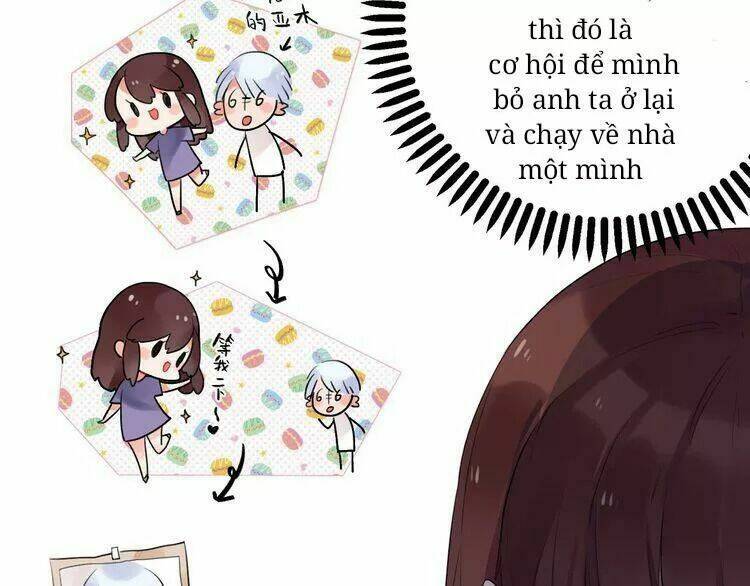 的亚木
thì đó là
cơ hội để mình
bỏ anh ta ở lại
và chạy về nhà
một mình
等我一下~